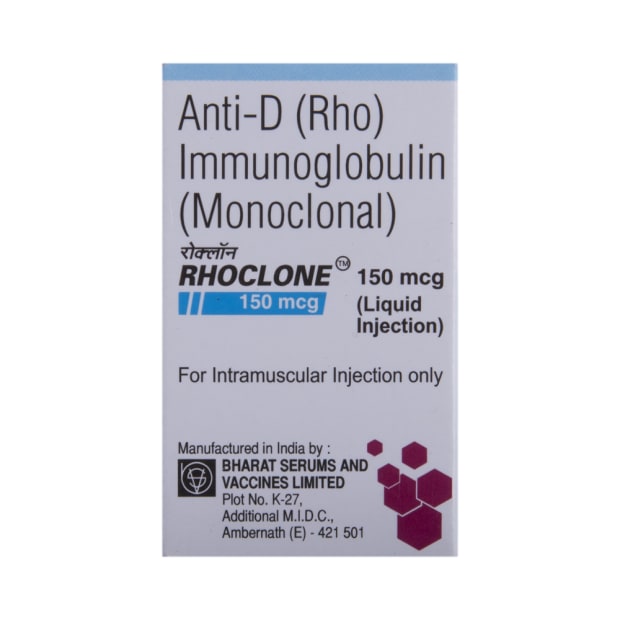 Anti-D (Rho)
Immunoglobulin
(Monoclonal)
रोक्लॉन
RHOCLONE™ 150 mcg
150 mcg (Liquid
Injection)
For Intramuscular Injection only
Manufactured in India by :
BHARAT SERUMS AND
VACCINES LIMITED
Plot No. K-27,
Additional M.I.D.C.,
Ambernath (E) - 421 501